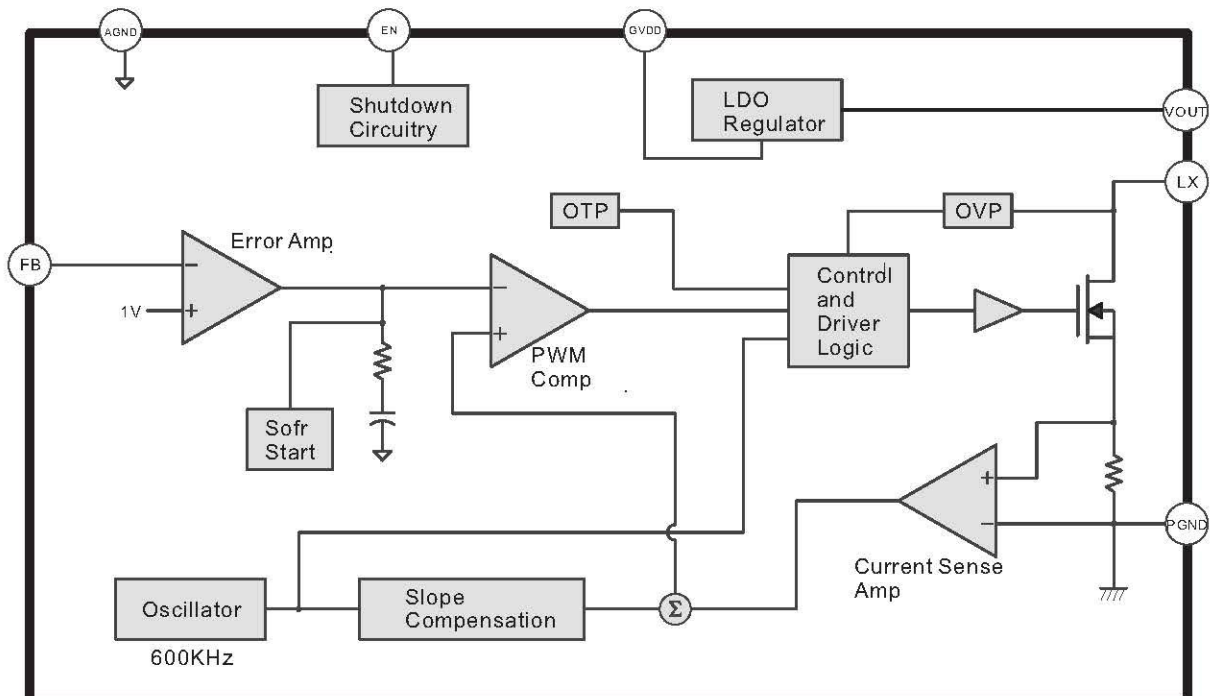 AGND
EN
GVDD
Shutdown
Circuitry
LDO
Regulator
VOUT
LX
OTP
OVP
Error Amp
FB
−
+
1V
−
+
PWM
Comp
Control
and
Driver
Logic
Sofr
Start
+
−
PGND
Current Sense
Amp
Oscillator
600KHz
Slope
Compensation
Σ